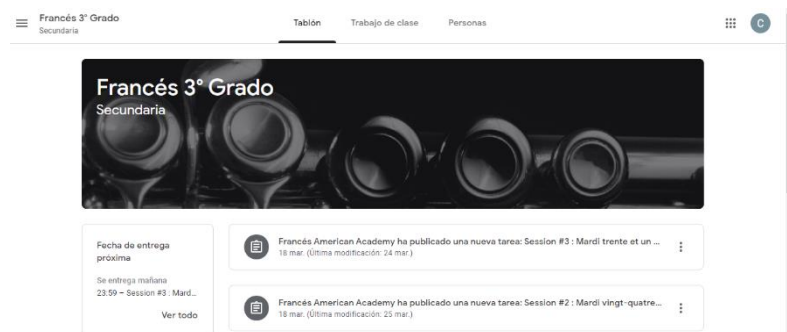 Francés 3° Grado
Secundaria
Tablón
Trabajo de clase
Personas
C
Francés 3° Grado
Secundaria
Fecha de entrega
próxima
Se entrega mañana
23:59 – Session #3 : Mard...
Ver todo
Francés American Academy ha publicado una nueva tarea: Session #3 : Mardi trente et un ...
18 mar. (Última modificación: 24 mar.)
Francés American Academy ha publicado una nueva tarea: Session #2 : Mardi vingt-quatre...
18 mar. (Última modificación: 25 mar.)